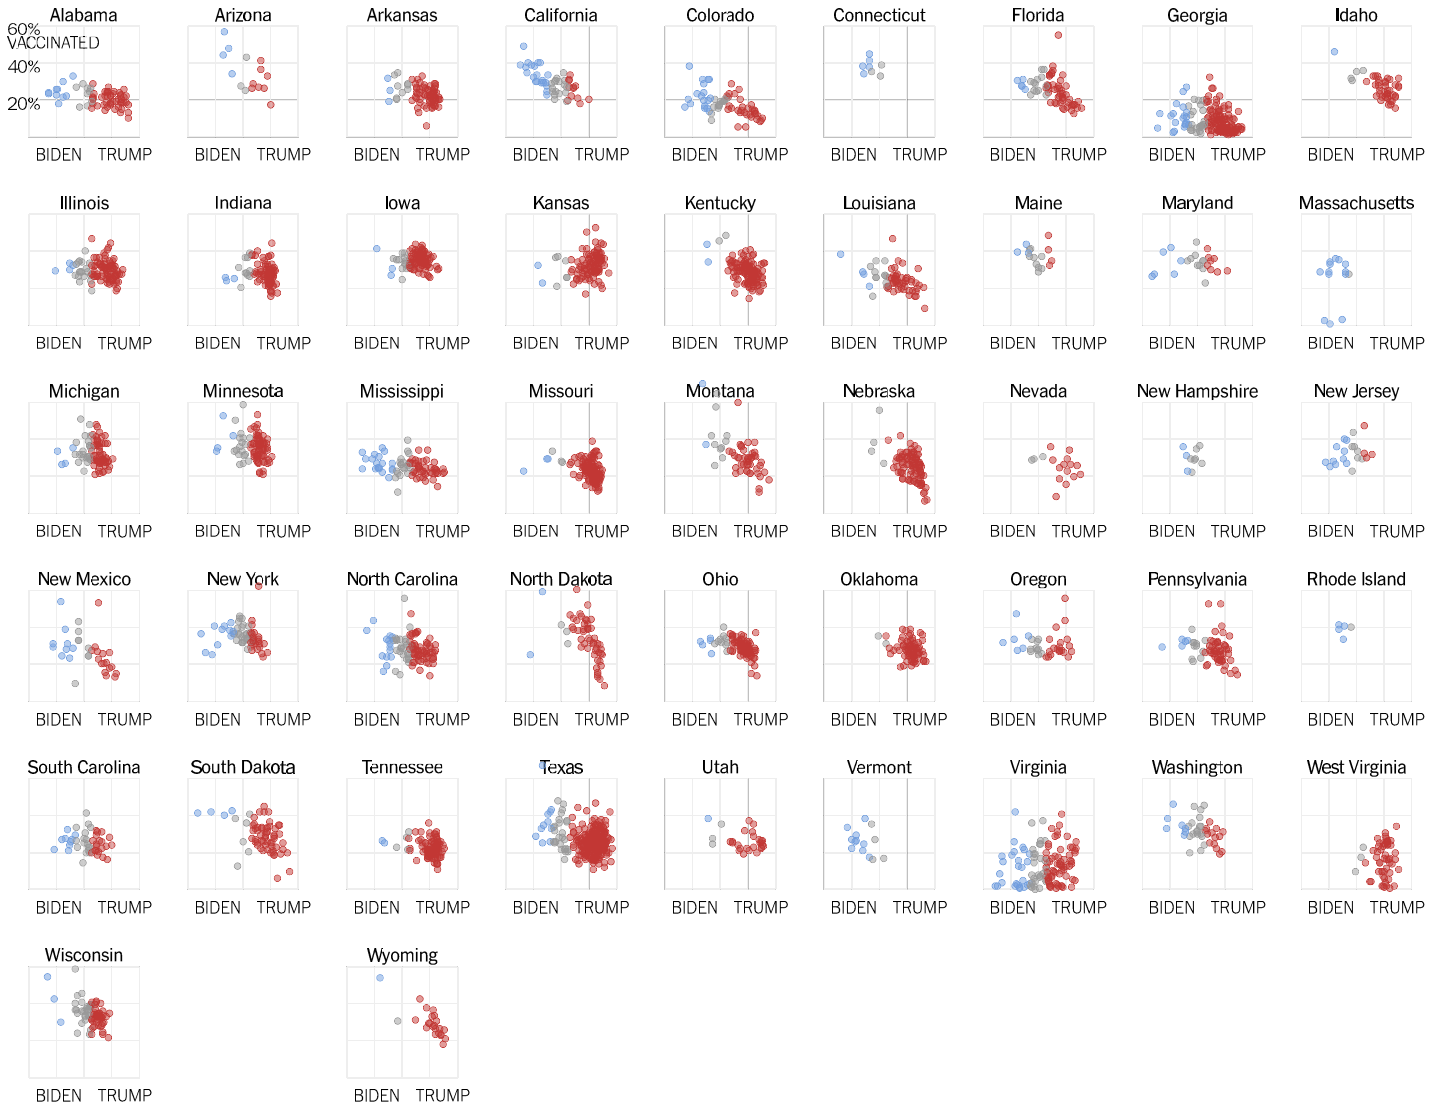 Alabama Arizona Arkansas California Colorado Connecticut Florida Georgia Idaho
60%
VACCINATED
40%
20%
BIDEN TRUMP BIDEN TRUMP BIDEN TRUMP BIDEN TRUMP BIDEN TRUMP BIDEN TRUMP BIDEN TRUMP BIDEN TRUMP BIDEN TRUMP
Illinois Indiana Iowa Kansas Kentucky Louisiana Maine Maryland Massachusetts
BIDEN TRUMP BIDEN TRUMP BIDEN TRUMP BIDEN TRUMP BIDEN TRUMP BIDEN TRUMP BIDEN TRUMP BIDEN TRUMP BIDEN TRUMP
Michigan Minnesota Mississippi Missouri Montana Nebraska Nevada New Hampshire New Jersey
BIDEN TRUMP BIDEN TRUMP BIDEN TRUMP BIDEN TRUMP BIDEN TRUMP BIDEN TRUMP BIDEN TRUMP BIDEN TRUMP BIDEN TRUMP
New Mexico New York North Carolina North Dakota Ohio Oklahoma Oregon Pennsylvania Rhode Island
BIDEN TRUMP BIDEN TRUMP BIDEN TRUMP BIDEN TRUMP BIDEN TRUMP BIDEN TRUMP BIDEN TRUMP BIDEN TRUMP BIDEN TRUMP
South Carolina South Dakota Tennessee Texas Utah Vermont Virginia Washington West Virginia
BIDEN TRUMP BIDEN TRUMP BIDEN TRUMP BIDEN TRUMP BIDEN TRUMP BIDEN TRUMP BIDEN TRUMP BIDEN TRUMP BIDEN TRUMP
Wisconsin Wyoming
BIDEN TRUMP BIDEN TRUMP